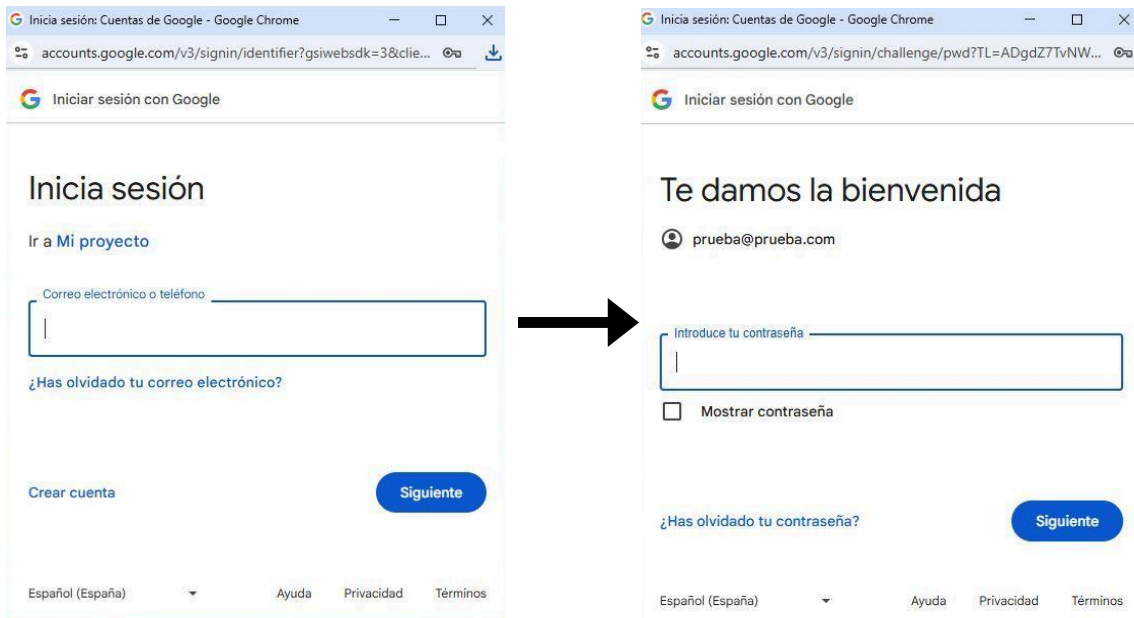 Inicia sesión: Cuentas de Google - Google Chrome
accounts.google.com/v3/signin/identifier?gsiwebsdk=3&clie...
Iniciar sesión con Google
Inicia sesión
Ir a Mi proyecto
Correo electrónico o teléfono
¿Has olvidado tu correo electrónico?
Crear cuenta
Siguiente
Español (España)
Ayuda
Privacidad
Términos
Inicia sesión: Cuentas de Google - Google Chrome
accounts.google.com/v3/signin/challenge/pwd?TL=ADgdZ7TvNW...
Iniciar sesión con Google
Te damos la bienvenida
prueba@prueba.com
Introduce tu contraseña
Mostrar contraseña
¿Has olvidado tu contraseña?
Siguiente
Español (España)
Ayuda
Privacidad
Términos